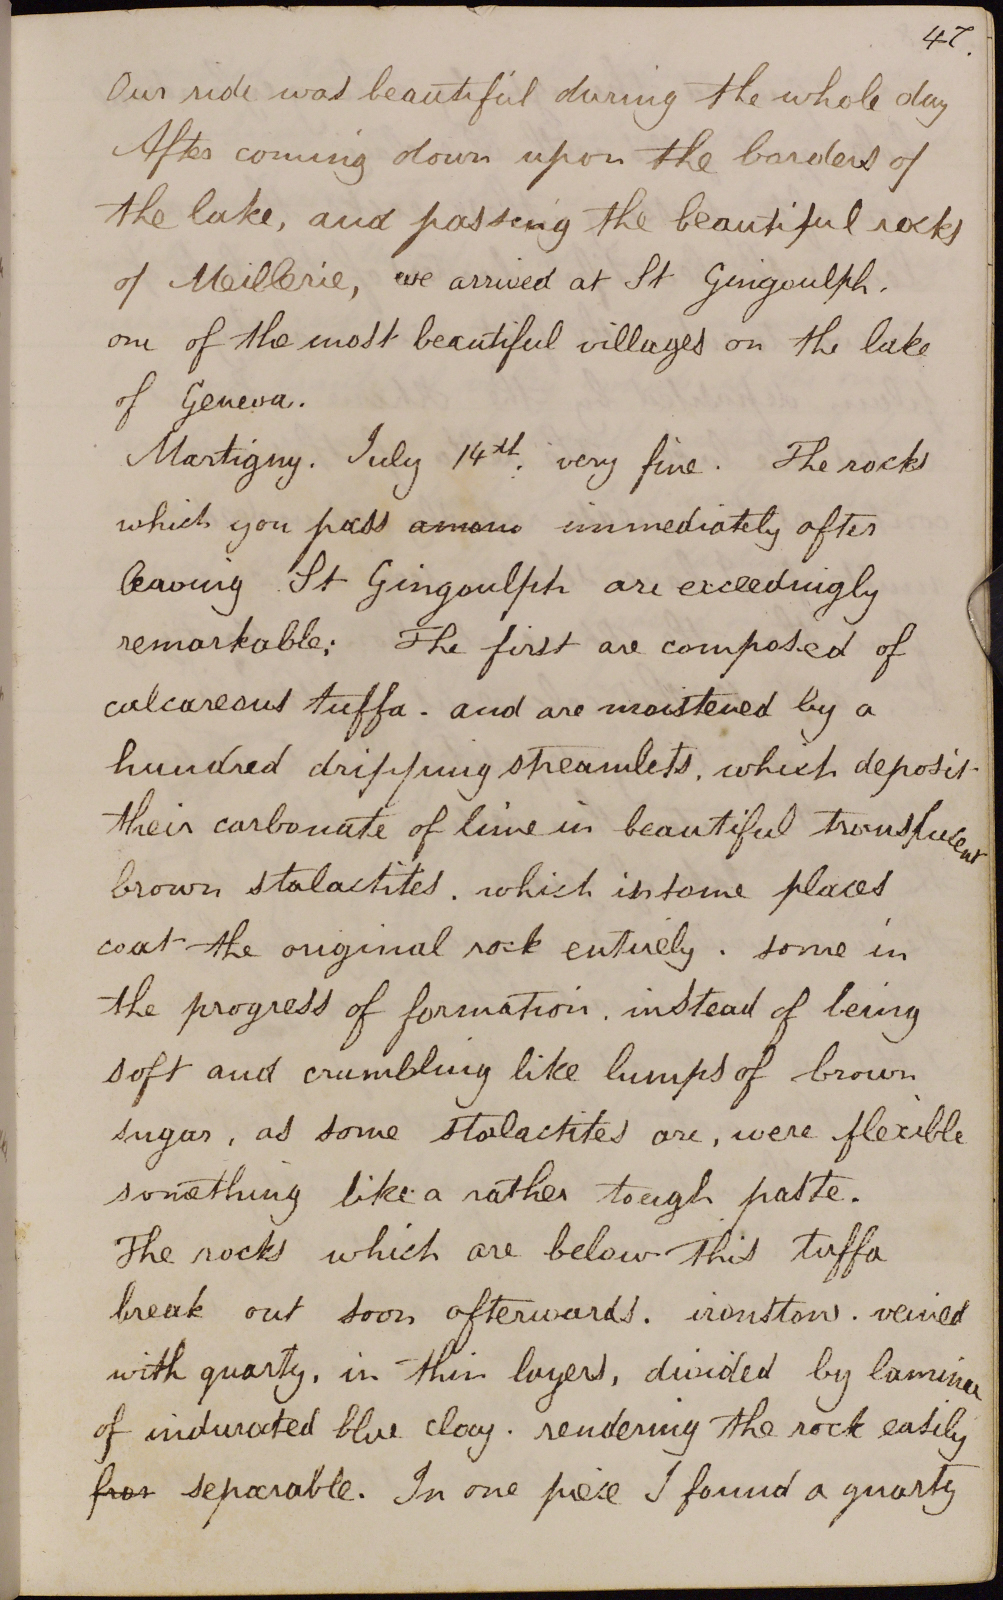 47.
Our ride was beautiful during the whole day
After coming down upon the borders of
the lake, and passing the beautiful rocks
of Meillerie, we arrived at St Gingoulph.
one of the most beautiful villages on the lake
of Geneva.
Martigny. July 14th. very fine. The rocks
which you pass among immediately after
leaving St Gingoulph are exceedingly
remarkable; The first are composed of
calcareous tuffa. and are moistened by a
hundred dripping streamlets, which deposit
their carbonate of lime in beautiful translucent
brown stalactites. which in some places
coat the original rock entirely. some in
the progress of formation. instead of being
soft and crumbling like lumps of brown
sugar, as some stalactites are, were flexible
something like a rather tough paste.
The rocks which are below this tuffa
break out soon afterwards. ironstone. veined
with quartz, in thin layers, divided by laminae
of indurated blue clay. rendering the rock easily
separable. In one piece I found a quartz